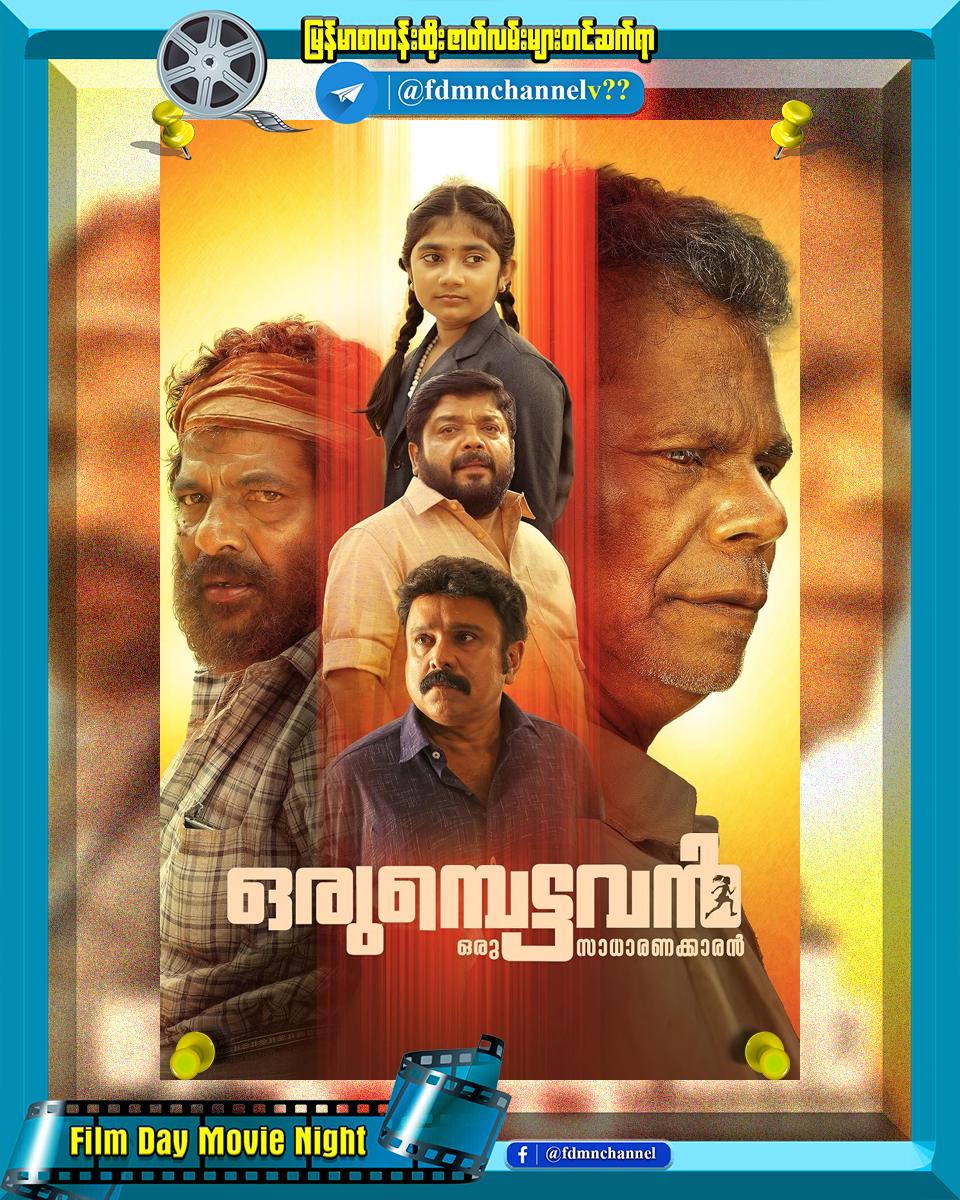 မြန်မာစာတန်းထိုးဇာတ်လမ်းများတင်ဆက်ရာ
@fdmnchannelv??
ഒരുമ്പെട്ടവൻ
ഒരു സാധാരണക്കാരൻ
Film Day Movie Night
f @fdmnchannel